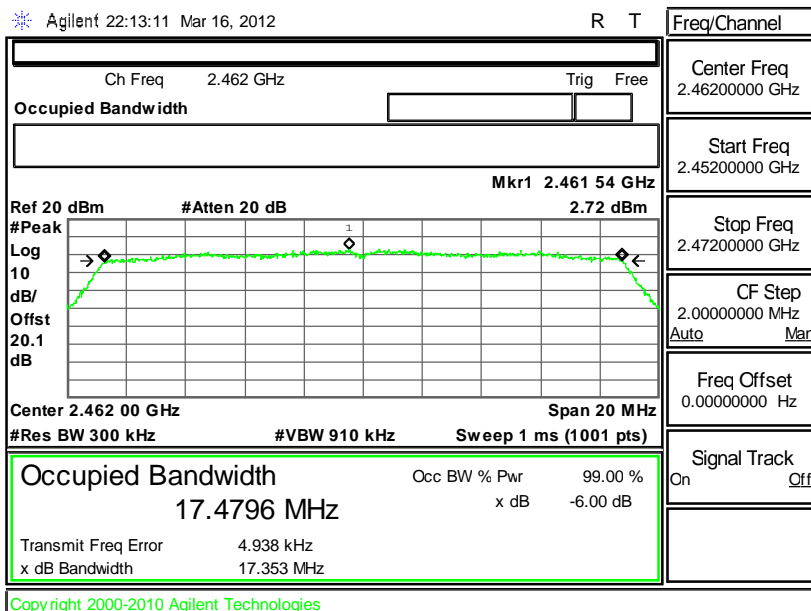 Agilent 22:13:11 Mar 16, 2012 R T
Freq/Channel
Ch Freq 2.462 GHz Trig Free
Occupied Bandwidth
Center Freq
2.46200000 GHz
Start Freq
2.45200000 GHz
Mkr1 2.461 54 GHz
Ref 20 dBm #Atten 20 dB 2.72 dBm
Stop Freq
2.47200000 GHz
#Peak
Log
10
dB/
Offst
20.1
dB
1
CF Step
2.00000000 MHz
Auto Man
Freq Offset
0.00000000 Hz
Center 2.462 00 GHz Span 20 MHz
#Res BW 300 kHz #VBW 910 kHz Sweep 1 ms (1001 pts)
Signal Track
On Off
Occupied Bandwidth Occ BW % Pwr 99.00 %
17.4796 MHz x dB -6.00 dB
Transmit Freq Error 4.938 kHz
x dB Bandwidth 17.353 MHz
Copyright 2000-2010 Agilent Technologies